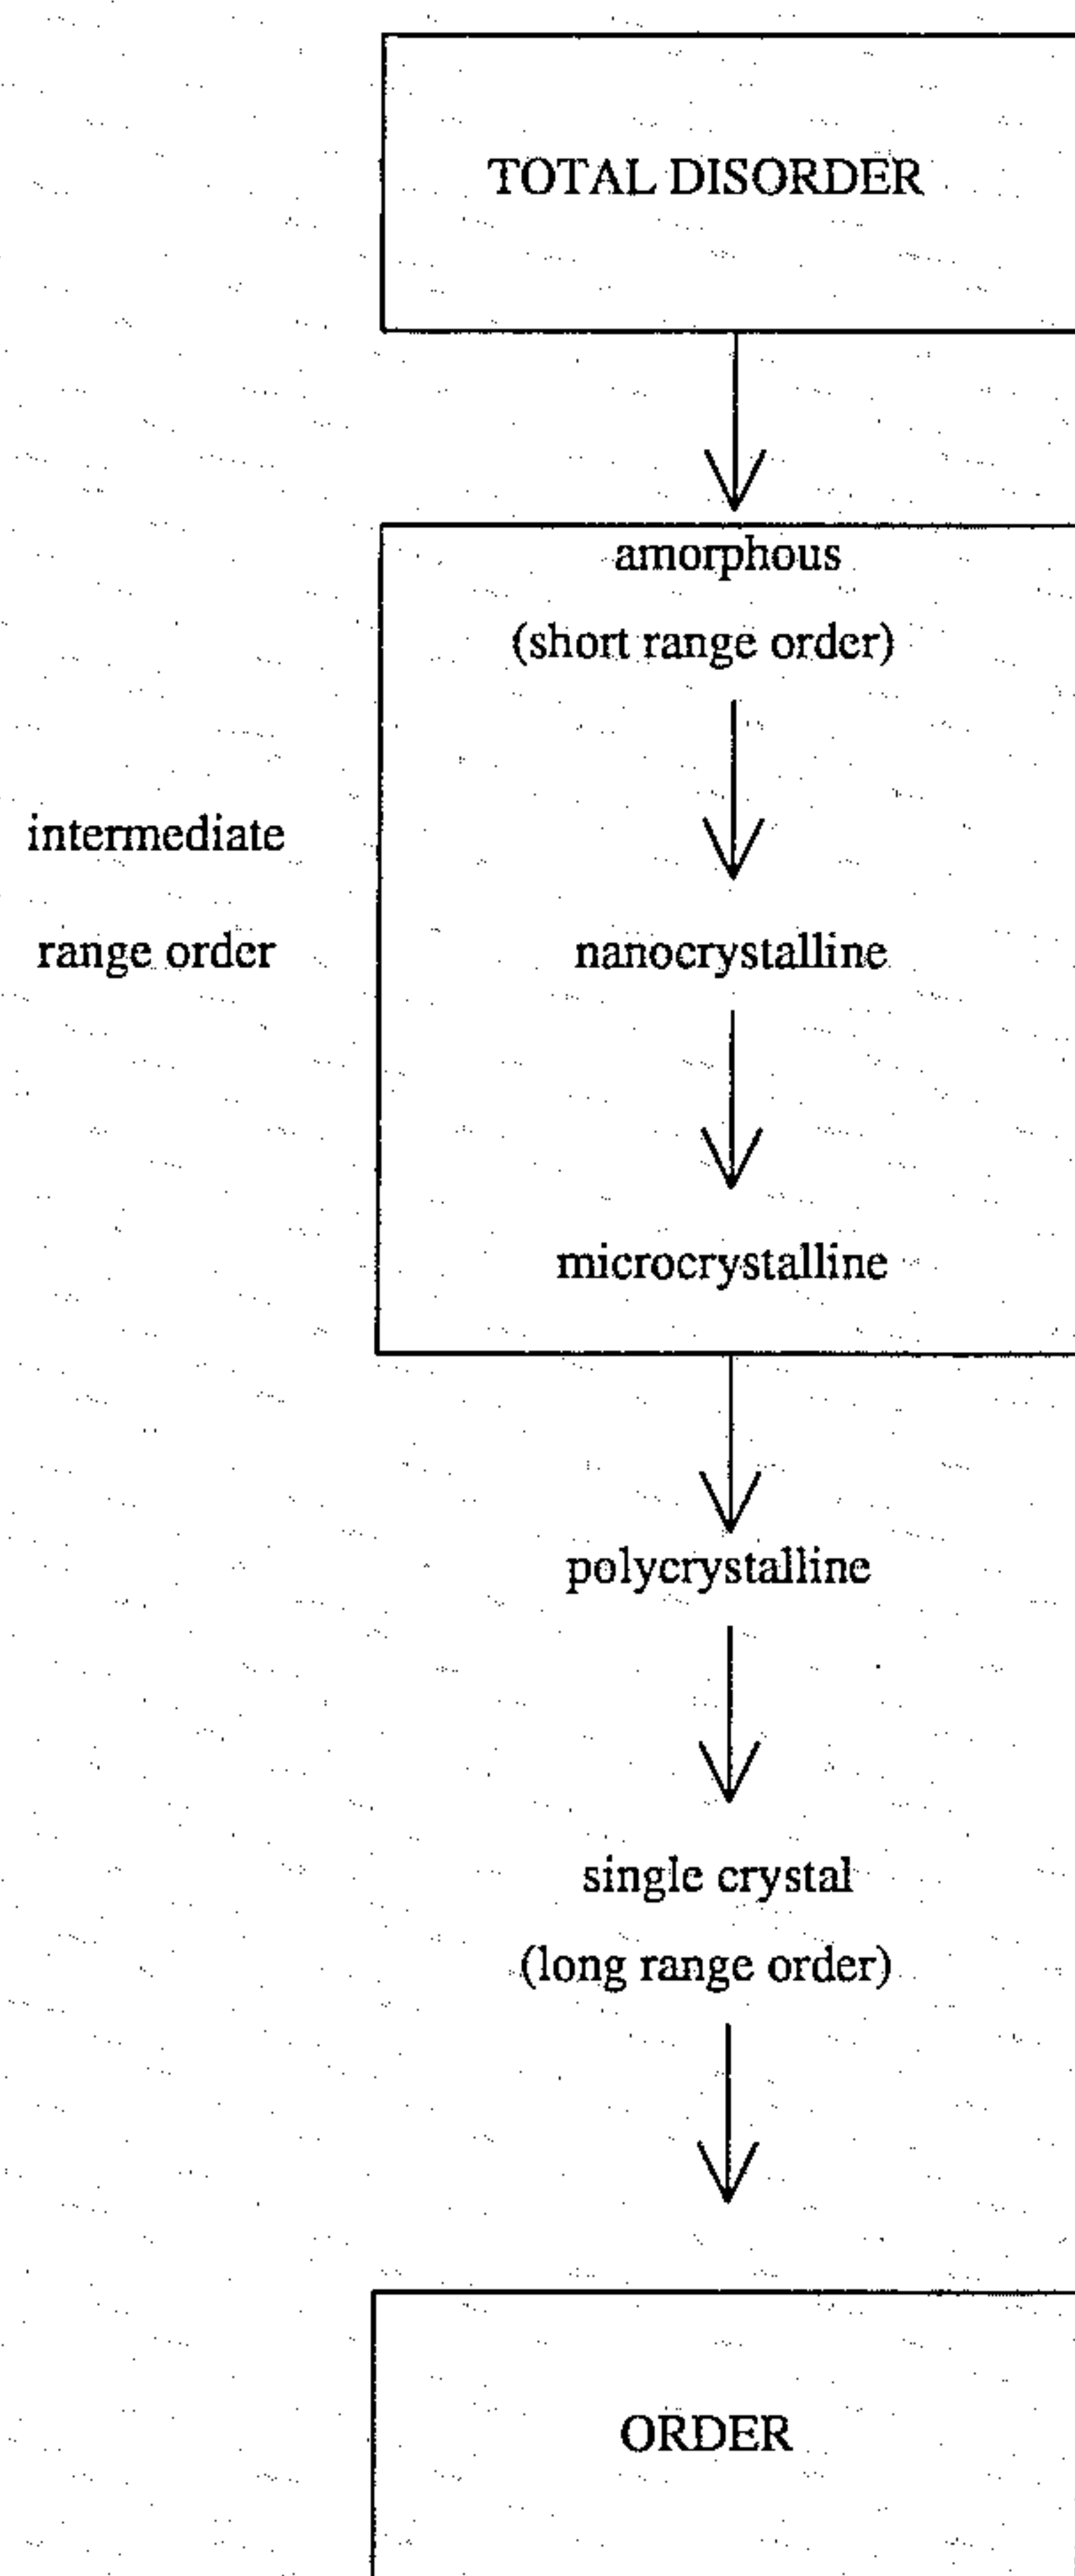 TOTAL DISORDER
amorphous
(short range order)
intermediate
nanocrystalline
range order
microcrystalline
polycrystalline
single crystal
(long range order)
ORDER